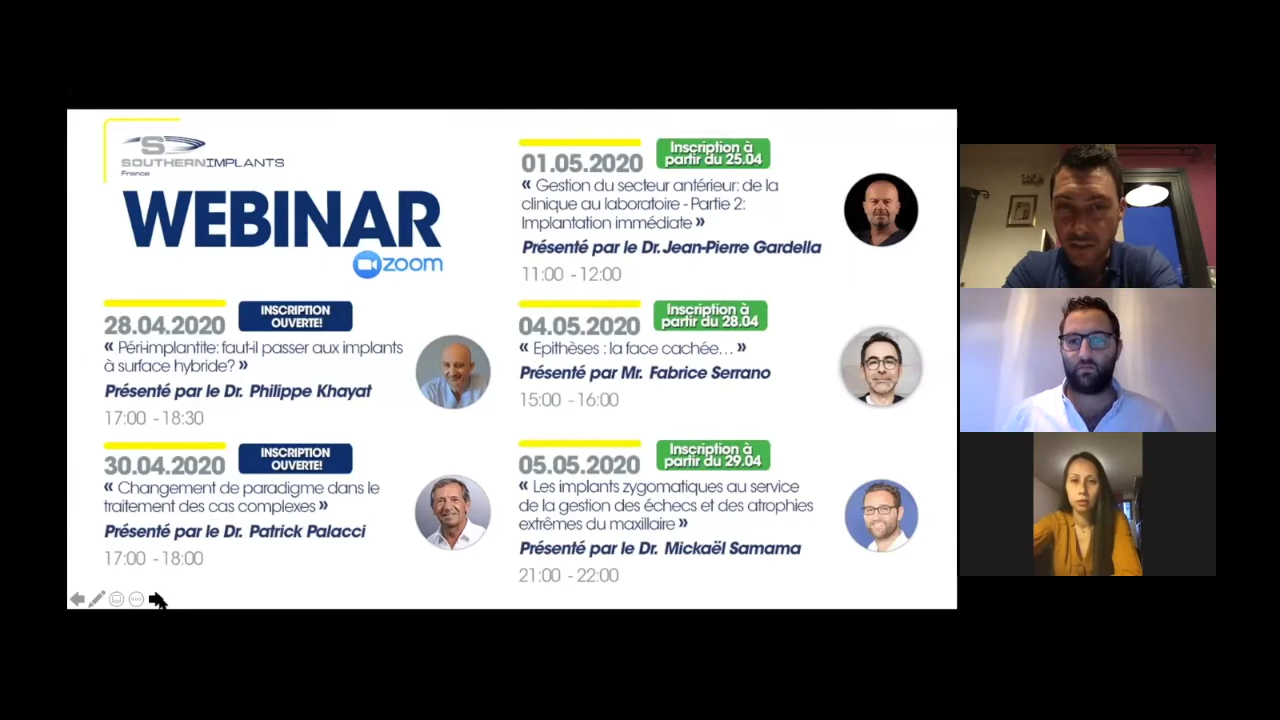 SOUTHERNIMPLANTS
France
WEBINAR
zoom
28.04.2020
INSCRIPTION
OUVERTE!
« Péri-implantite: faut-il passer aux implants
à surface hybride? »
Présenté par le Dr. Philippe Khayat
17:00 - 18:30
30.04.2020
INSCRIPTION
OUVERTE!
« Changement de paradigme dans le
traitement des cas complexes »
Présenté par le Dr. Patrick Palacci
17:00 - 18:00
01.05.2020
Inscription à
partir du 25.04
« Gestion du secteur antérieur: de la
clinique au laboratoire - Partie 2:
Implantation immédiate »
Présenté par le Dr. Jean-Pierre Gardella
11:00 - 12:00
04.05.2020
Inscription à
partir du 28.04
« Epithèses : la face cachée... »
Présenté par Mr. Fabrice Serrano
15:00 - 16:00
05.05.2020
Inscription à
partir du 29.04
« Les implants zygomatiques au service
de la gestion des échecs et des atrophies
extrêmes du maxillaire »
Présenté par le Dr. Mickaël Samama
21:00 - 22:00